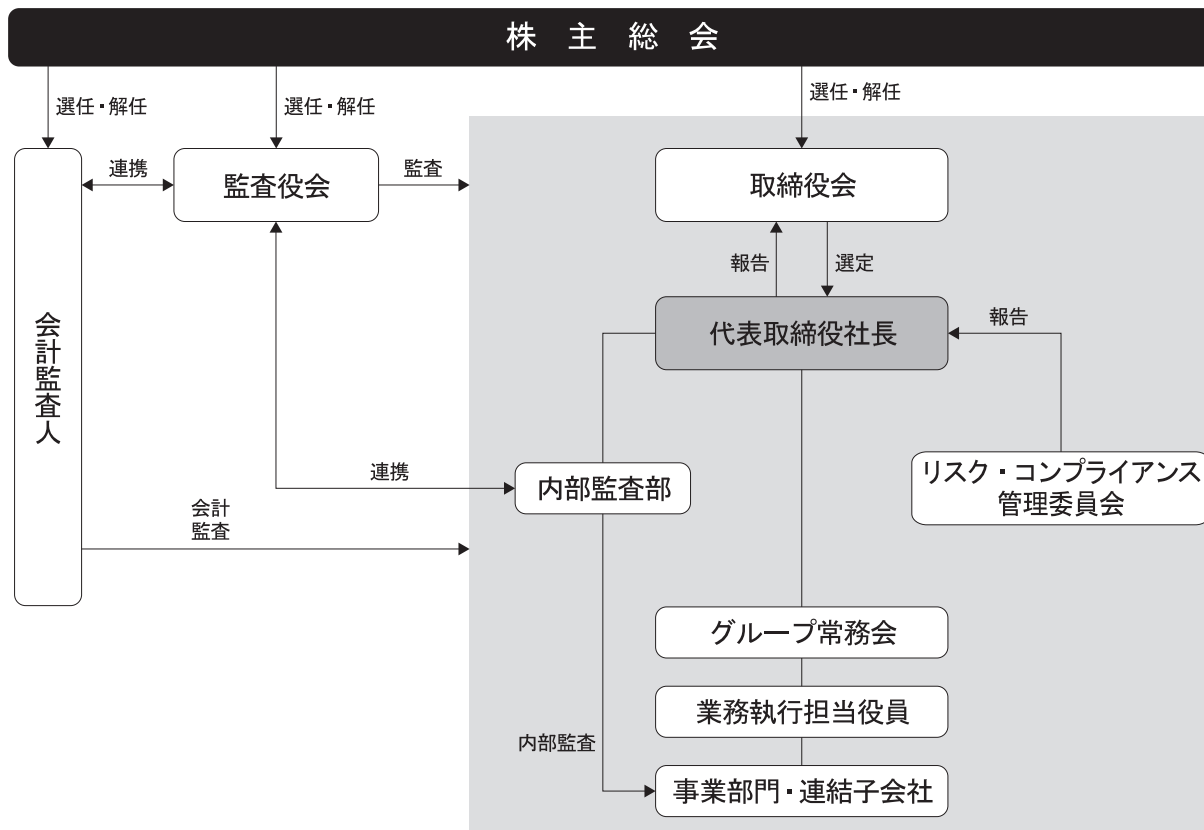 株主総会
選任・解任
選任・解任
選任・解任
連携
監査役会
監査
取締役会
報告
選定
会計監査人
代表取締役社長
報告
連携
内部監査部
リスク・コンプライアンス
管理委員会
会計
監査
グループ常務会
業務執行担当役員
内部監査
事業部門・連結子会社